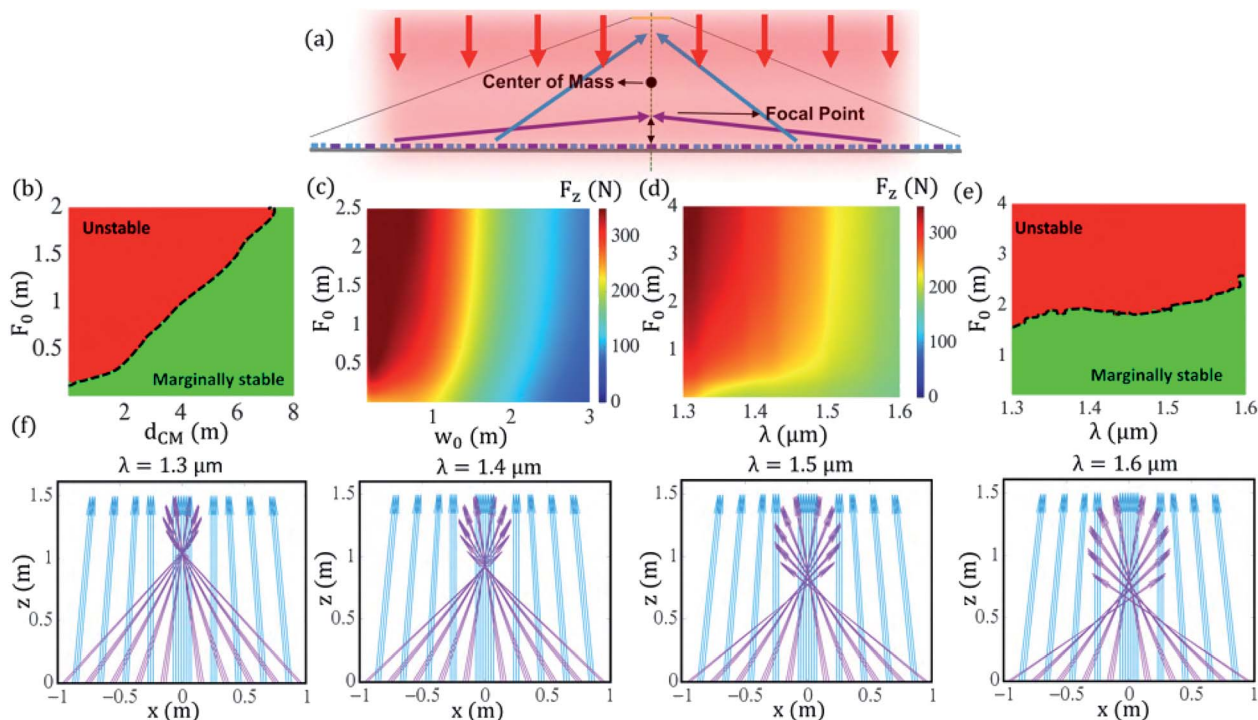 (a)
Center of Mass
Focal Point
(b)
(c)
F_z (N)
(d)
F_z (N)
(e)
2
1.5
1
0.5
F_0 (m)
Unstable
Marginally stable
2 4 6 8
d_CM (m)
2.5
2.0
1.5
1.0
0.5
F_0 (m)
1 2 3
w_0 (m)
300
200
100
0
4
3
2
1
F_0 (m)
1.3 1.4 1.5 1.6
λ (μm)
300
200
100
0
4
3
2
1
F_0 (m)
Unstable
Marginally stable
1.3 1.4 1.5 1.6
λ (μm)
(f)
λ = 1.3 μm
1.5
1
0.5
0
z (m)
−1 −0.5 0 0.5 1
x (m)
λ = 1.4 μm
1.5
1
0.5
0
z (m)
−1 −0.5 0 0.5 1
x (m)
λ = 1.5 μm
1.5
1
0.5
0
z (m)
−1 −0.5 0 0.5 1
x (m)
λ = 1.6 μm
1.5
1
0.5
0
z (m)
−1 −0.5 0 0.5 1
x (m)